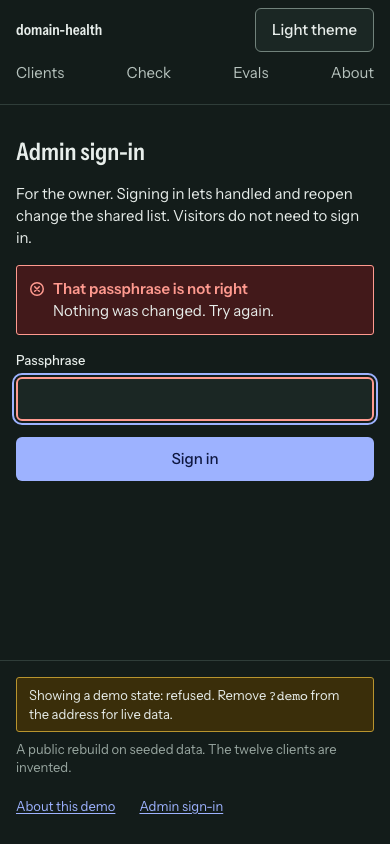 domain-health
Light theme
Clients
Check
Evals
About
Admin sign-in
For the owner. Signing in lets handled and reopen
change the shared list. Visitors do not need to sign
in.
That passphrase is not right
Nothing was changed. Try again.
Passphrase
Sign in
Showing a demo state: refused. Remove ?demo from
the address for live data.
A public rebuild on seeded data. The twelve clients are
invented.
About this demo
Admin sign-in